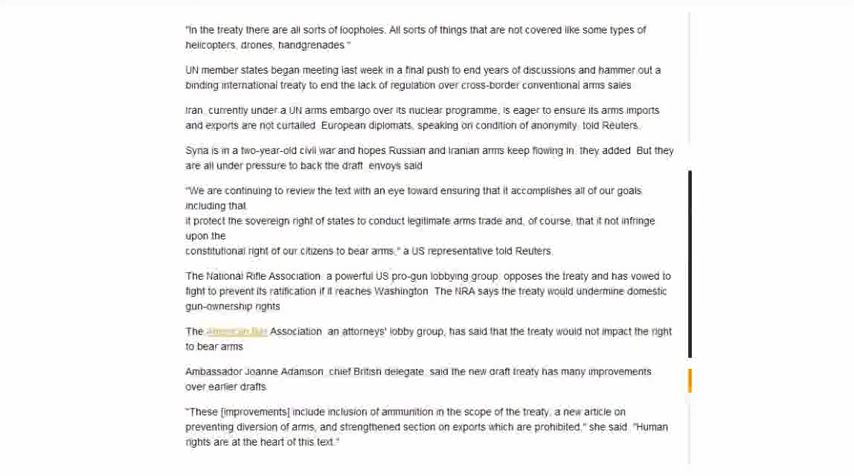 "In the treaty there are all sorts of loopholes. All sorts of things that are not covered like some types of
helicopters, drones, handgrenades."
UN member states began meeting last week in a final push to end years of discussions and hammer out a
binding international treaty to end the lack of regulation over cross-border conventional arms sales
Iran, currently under a UN arms embargo over its nuclear programme, is eager to ensure its arms imports
and exports are not curtailed European diplomats, speaking on condition of anonymity, told Reuters.
Syria is in a two-year-old civil war and hopes Russian and Iranian arms keep flowing in, they added But they
are all under pressure to back the draft envoys said
"We are continuing to review the text with an eye toward ensuring that it accomplishes all of our goals
including that
it protect the sovereign right of states to conduct legitimate arms trade and, of course, that it not infringe
upon the
constitutional right of our citizens to bear arms," a US representative told Reuters.
The National Rifle Association a powerful US pro-gun lobbying group, opposes the treaty and has vowed to
fight to prevent its ratification if it reaches Washington The NRA says the treaty would undermine domestic
gun-ownership rights
The American Bar Association an attorneys' lobby group, has said that the treaty would not impact the right
to bear arms
Ambassador Joanne Adamson chief British delegate, said the new draft treaty has many improvements
over earlier drafts
"These [improvements] include inclusion of ammunition in the scope of the treaty, a new article on
preventing diversion of arms, and strengthened section on exports which are prohibited," she said "Human
rights are at the heart of this text."